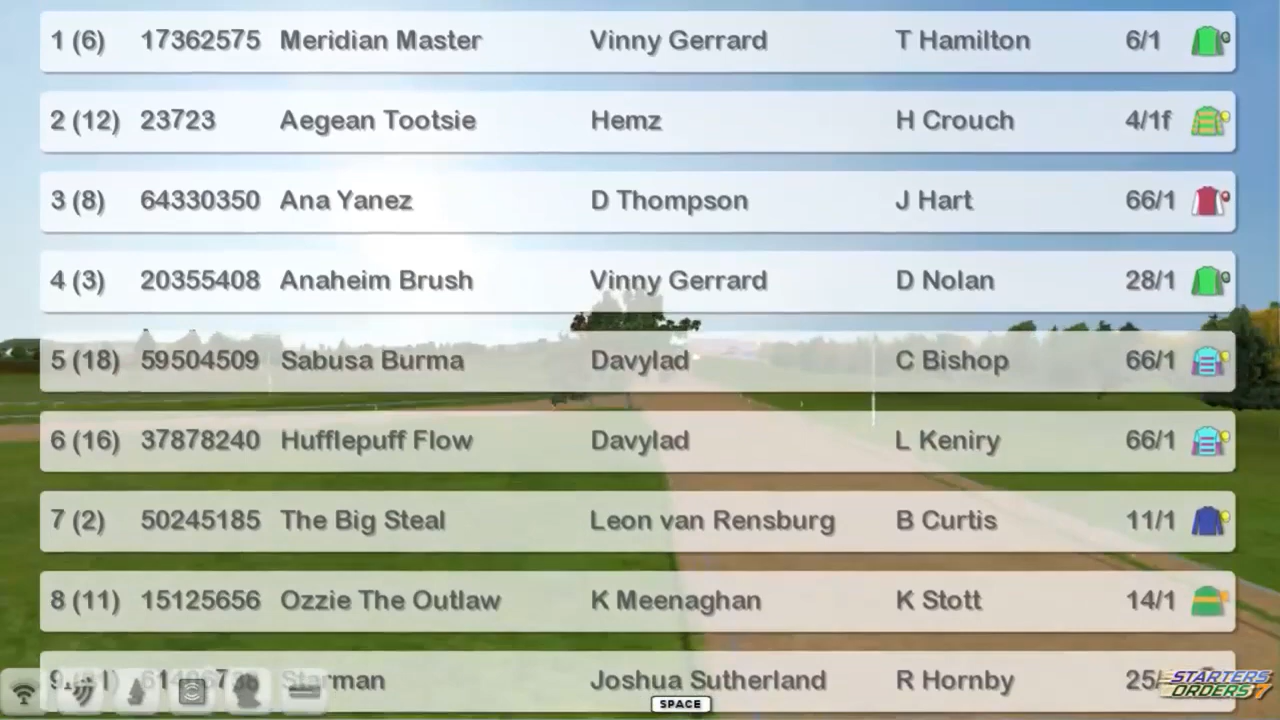 1 (6) 17362575 Meridian Master Vinny Gerrard T Hamilton 6/1
2 (12) 23723 Aegean Tootsie Hemz H Crouch 4/1f
3 (8) 64330350 Ana Yanez D Thompson J Hart 66/1
4 (3) 20355408 Anaheim Brush Vinny Gerrard D Nolan 28/1
5 (18) 59504509 Sabusa Burma Davylad C Bishop 66/1
6 (16) 37878240 Hufflepuff Flow Davylad L Keniry 66/1
7 (2) 50245185 The Big Steal Leon van Rensburg B Curtis 11/1
8 (11) 15125656 Ozzie The Outlaw K Meenaghan K Stott 14/1
9 Starman Joshua Sutherland R Hornby 25/
SPACE
STARTERS
ORDERS 7